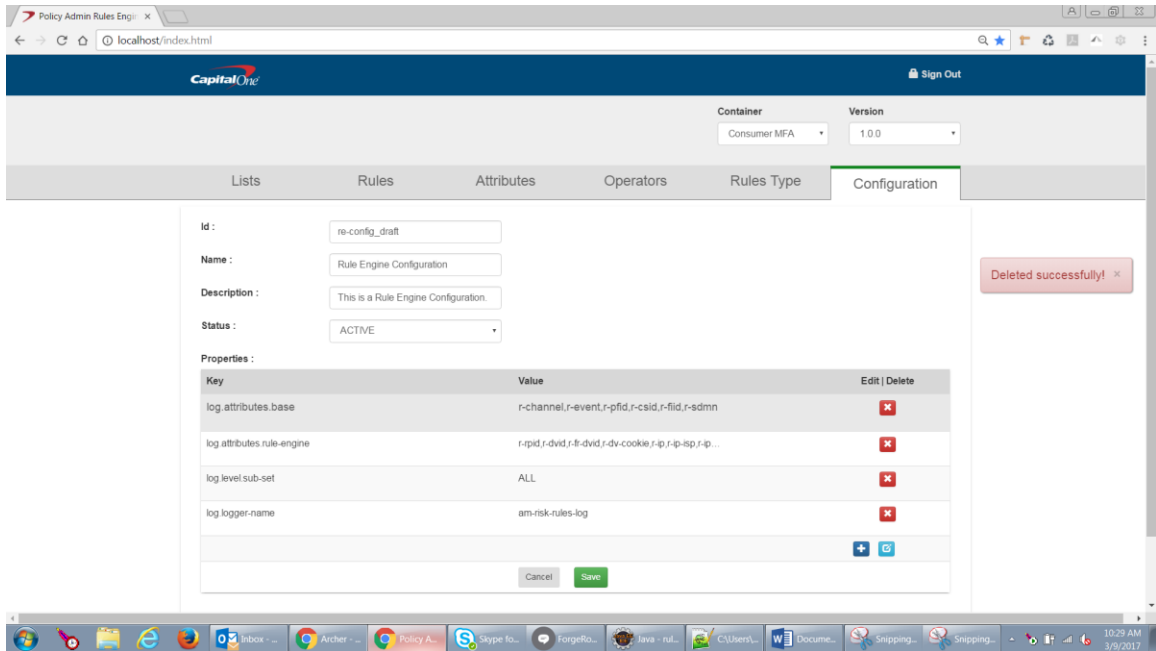 Policy Admin Rules Engin
localhost/index.html
CapitalOne
Sign Out
Container
Version
Consumer MFA
1.0.0
Lists
Rules
Attributes
Operators
Rules Type
Configuration
Id :
re-config_draft
Name :
Rule Engine Configuration
Description :
This is a Rule Engine Configuration.
Status :
ACTIVE
Deleted successfully! ×
Properties :
Key
Value
Edit | Delete
log.attributes.base
r-channel,r-event,r-pfid,r-csid,r-fiid,r-sdmn
log.attributes.rule-engine
r-rpid,r-dvid,r-fr-dvid,r-dv-cookie,r-ip,r-ip-isp,r-ip...
log.level.sub-set
ALL
log.logger-name
am-risk-rules-log
Cancel
Save
Inbox - ...
Archer - ...
Policy A...
Skype fo...
ForgeRo...
Java - rul...
C:\Users\...
Docume...
Snipping...
Snipping...
10:29 AM
3/9/2017